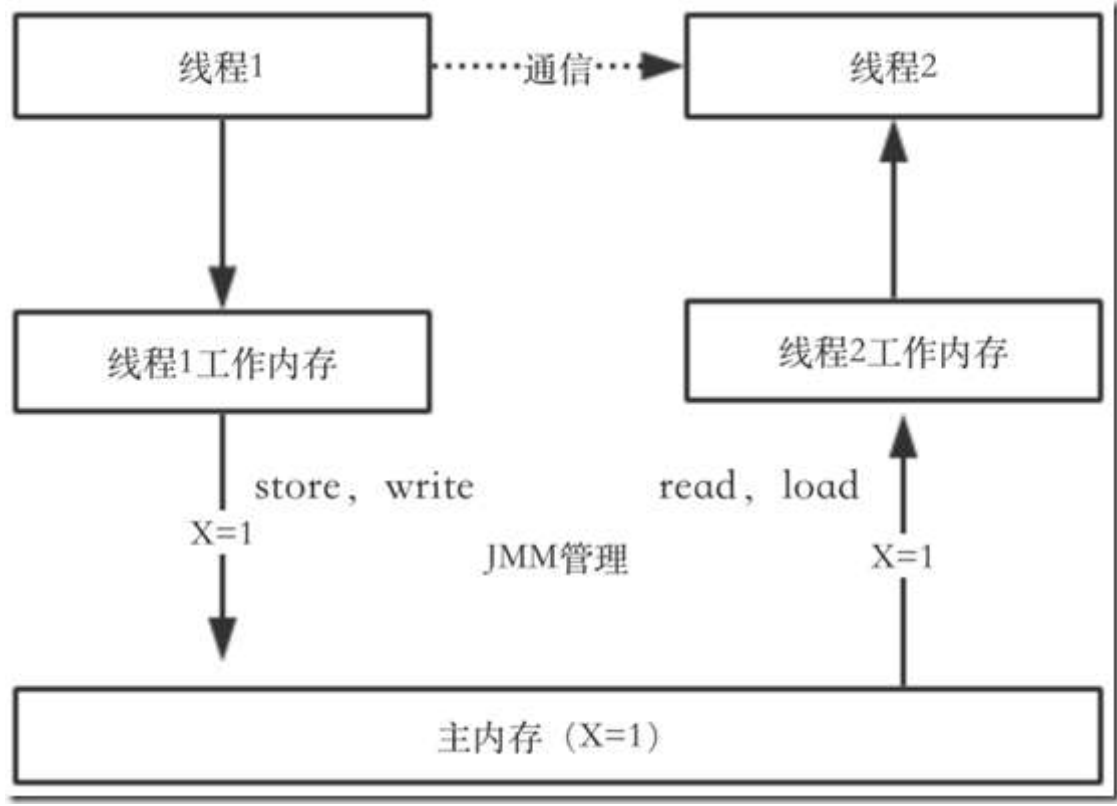 线程1
通信
线程2
线程1工作内存
线程2工作内存
store，write
read，load
X=1
JMM管理
X=1
主内存（X=1）